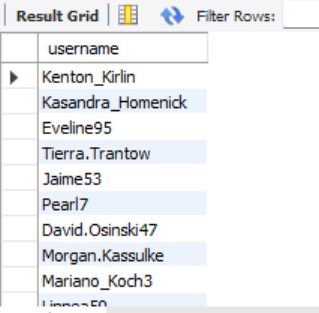 Result Grid Filter Rows:
username
Kenton_Kirlin
Kasandra_Homenick
Eveline95
Tierra.Trantow
Jaime53
Pearl7
David.Osinski47
Morgan.Kassulke
Mariano_Koch3